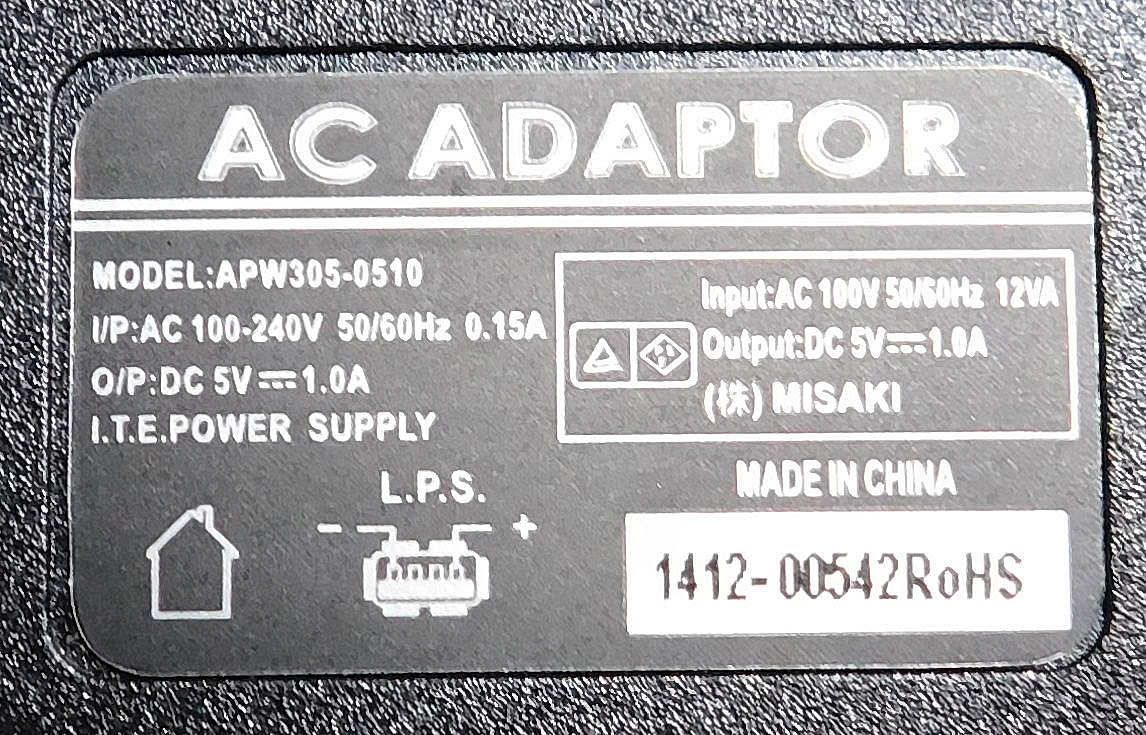 AC ADAPTOR
MODEL:APW305-0510
I/P:AC 100-240V 50/60Hz 0.15A
O/P:DC 5V⎓1.0A
I.T.E.POWER SUPPLY
L.P.S.
- +
Input:AC 100V 50/60Hz 12VA
Output:DC 5V⎓1.0A
(株) MISAKI
MADE IN CHINA
1412-00542RoHS